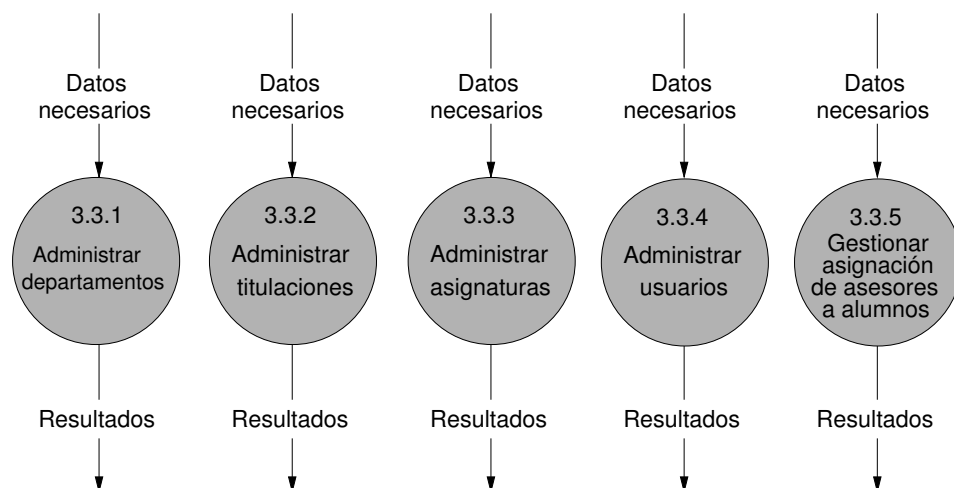 Datos
necesarios
Datos
necesarios
Datos
necesarios
Datos
necesarios
Datos
necesarios
3.3.1
Administrar
departamentos
3.3.2
Administrar
titulaciones
3.3.3
Administrar
asignaturas
3.3.4
Administrar
usuarios
3.3.5
Gestionar
asignación
de asesores
a alumnos
Resultados
Resultados
Resultados
Resultados
Resultados